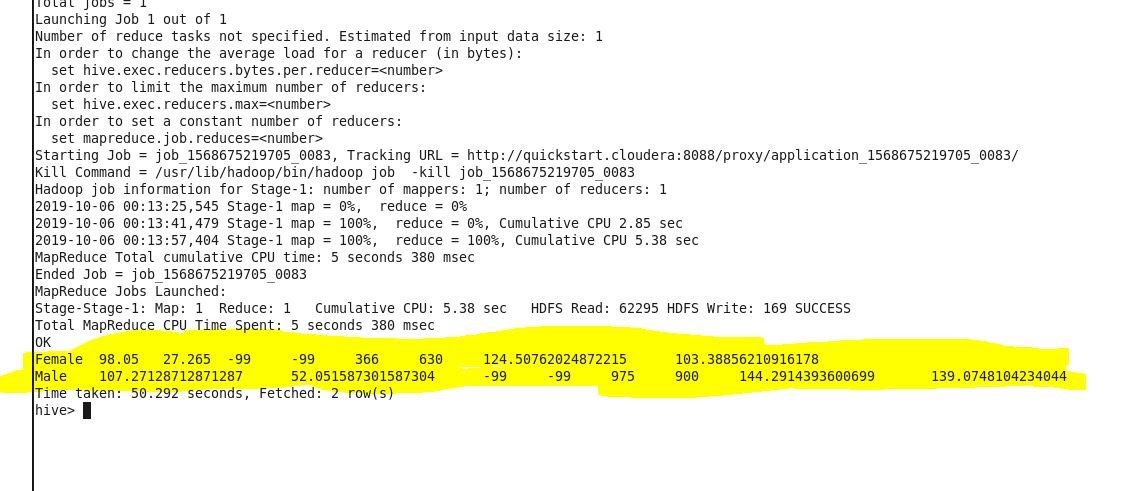 Total jobs = 1
Launching Job 1 out of 1
Number of reduce tasks not specified. Estimated from input data size: 1
In order to change the average load for a reducer (in bytes):
  set hive.exec.reducers.bytes.per.reducer=<number>
In order to limit the maximum number of reducers:
  set hive.exec.reducers.max=<number>
In order to set a constant number of reducers:
  set mapreduce.job.reduces=<number>
Starting Job = job_1568675219705_0083, Tracking URL = http://quickstart.cloudera:8088/proxy/application_1568675219705_0083/
Kill Command = /usr/lib/hadoop/bin/hadoop job  -kill job_1568675219705_0083
Hadoop job information for Stage-1: number of mappers: 1; number of reducers: 1
2019-10-06 00:13:25,545 Stage-1 map = 0%,  reduce = 0%
2019-10-06 00:13:41,479 Stage-1 map = 100%,  reduce = 0%, Cumulative CPU 2.85 sec
2019-10-06 00:13:57,404 Stage-1 map = 100%,  reduce = 100%, Cumulative CPU 5.38 sec
MapReduce Total cumulative CPU time: 5 seconds 380 msec
Ended Job = job_1568675219705_0083
MapReduce Jobs Launched:
Stage-Stage-1: Map: 1  Reduce: 1   Cumulative CPU: 5.38 sec   HDFS Read: 62295 HDFS Write: 169 SUCCESS
Total MapReduce CPU Time Spent: 5 seconds 380 msec
OK
Female  98.05   27.265  -99     -99     366     630     124.50762024872215      103.38856210916178
Male    107.27128712871287      52.051587301587304      -99     -99     975     900     144.2914393600699       139.0748104234044
Time taken: 50.292 seconds, Fetched: 2 row(s)
hive>